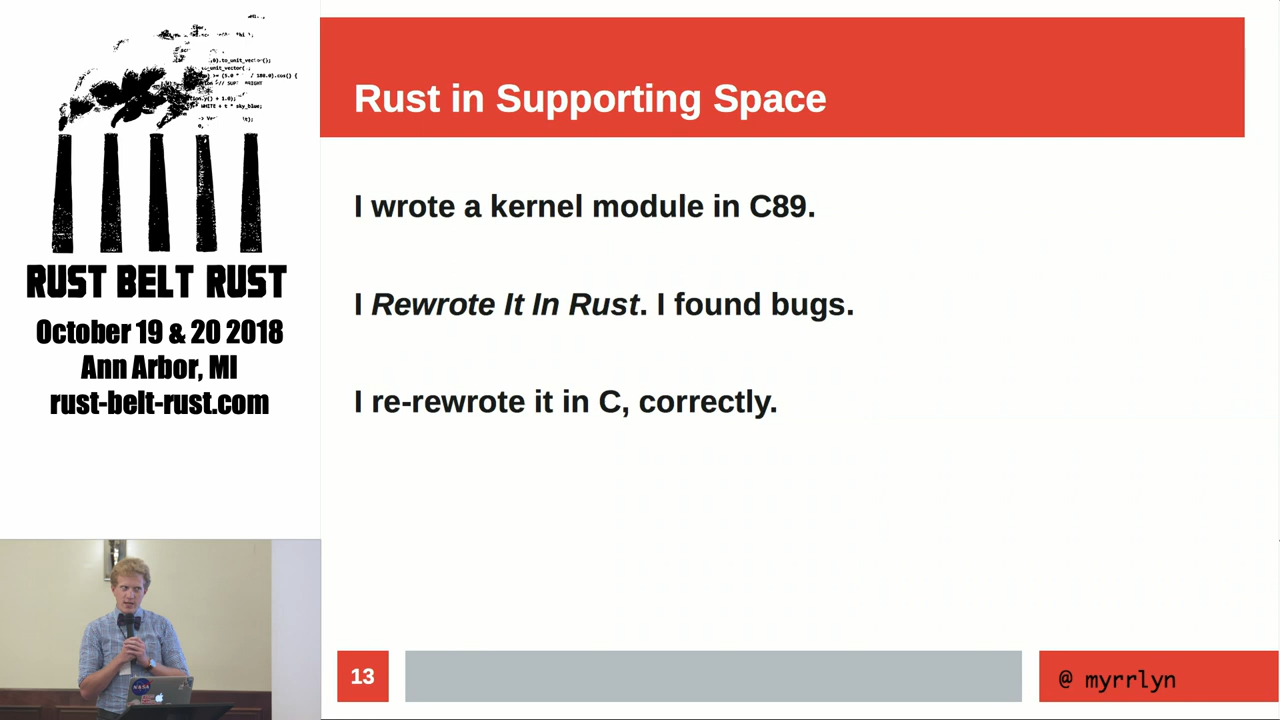 RUST BELT RUST
October 19 & 20 2018
Ann Arbor, MI
rust-belt-rust.com
Rust in Supporting Space
I wrote a kernel module in C89.
I Rewrote It In Rust. I found bugs.
I re-rewrote it in C, correctly.
13
@ myrrlyn
NASA